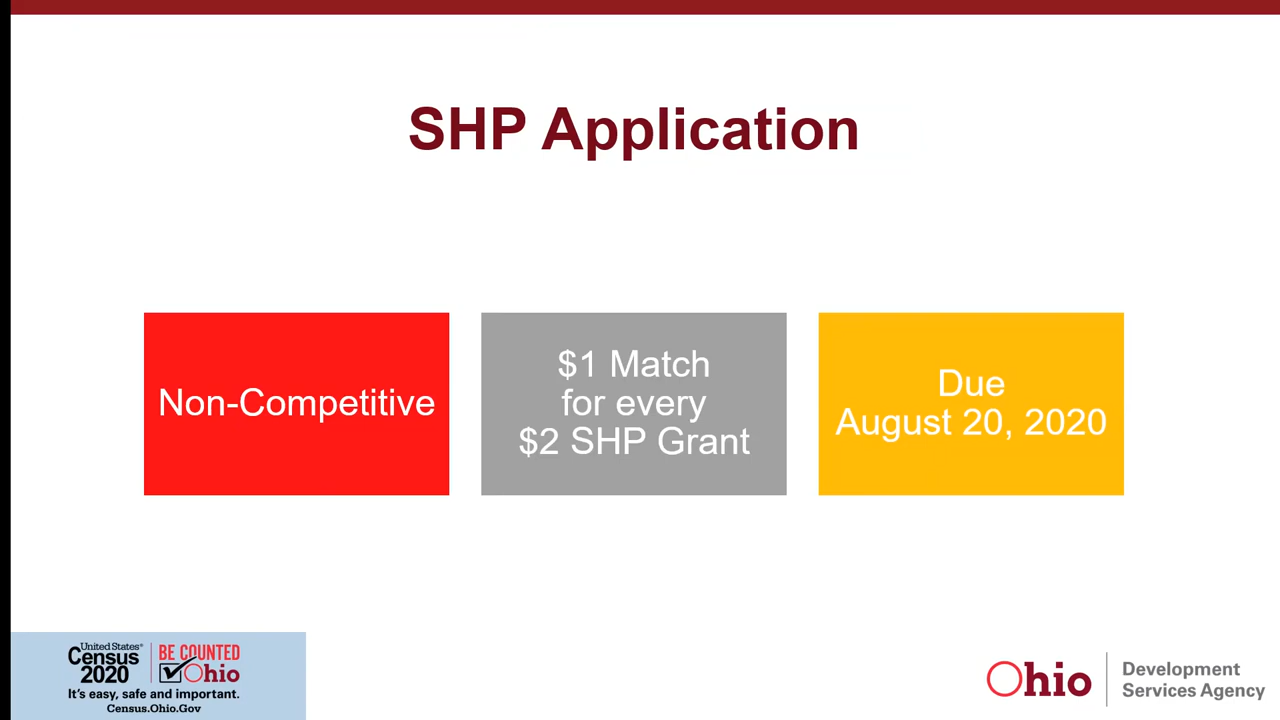 SHP Application
Non-Competitive
$1 Match
for every
$2 SHP Grant
Due
August 20, 2020
United States®
Census
2020
BE COUNTED
Ohio
It's easy, safe and important.
Census.Ohio.Gov
Ohio
Development
Services Agency